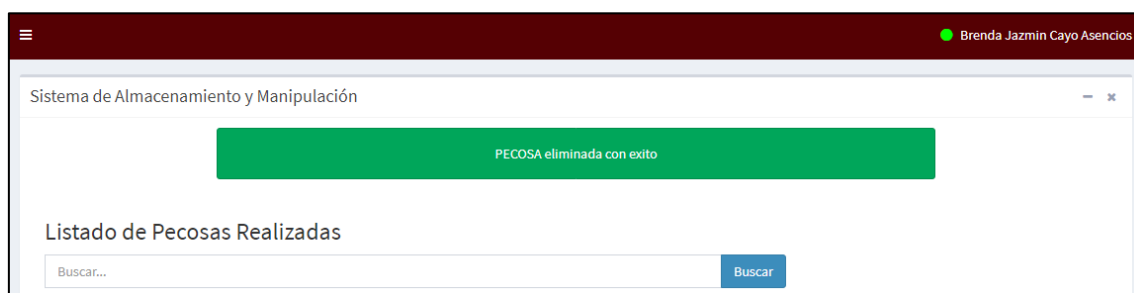 Brenda Jazmin Cayo Asencios
Sistema de Almacenamiento y Manipulación
PECOSA eliminada con exito
Listado de Pecosas Realizadas
Buscar... Buscar